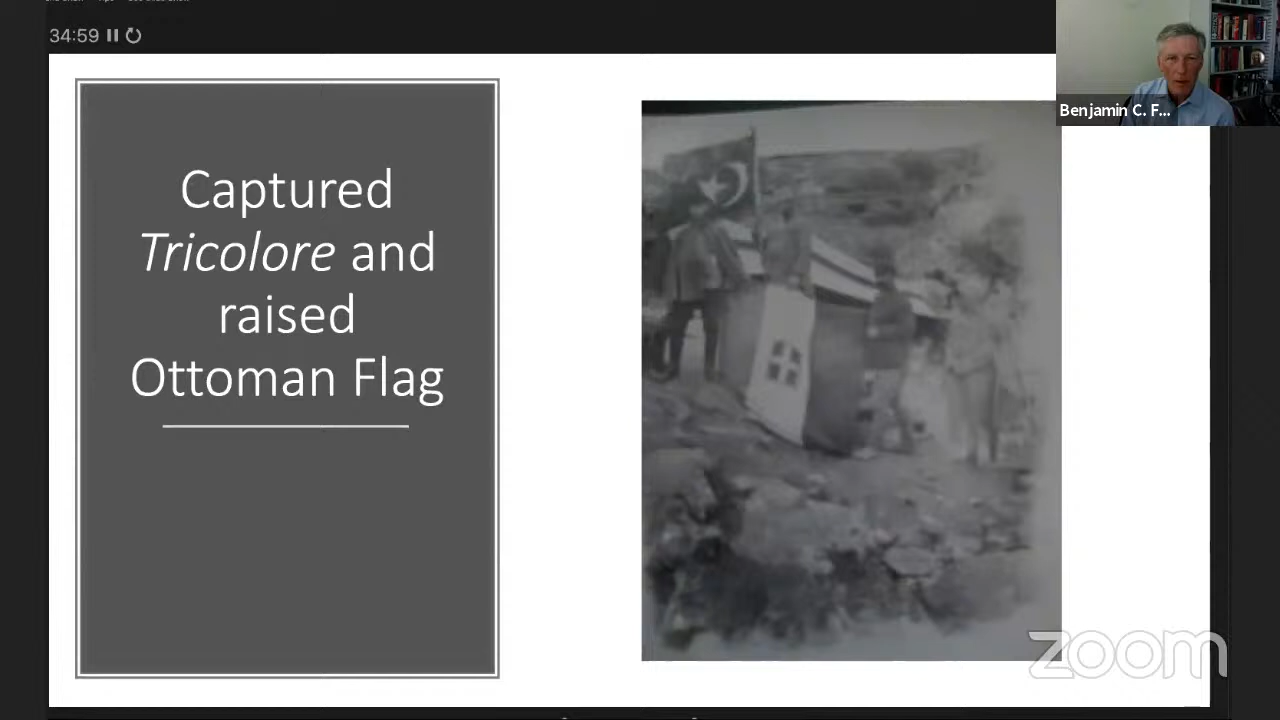 34:59
Captured
Tricolore and
raised
Ottoman Flag
Benjamin C. F...
zoom